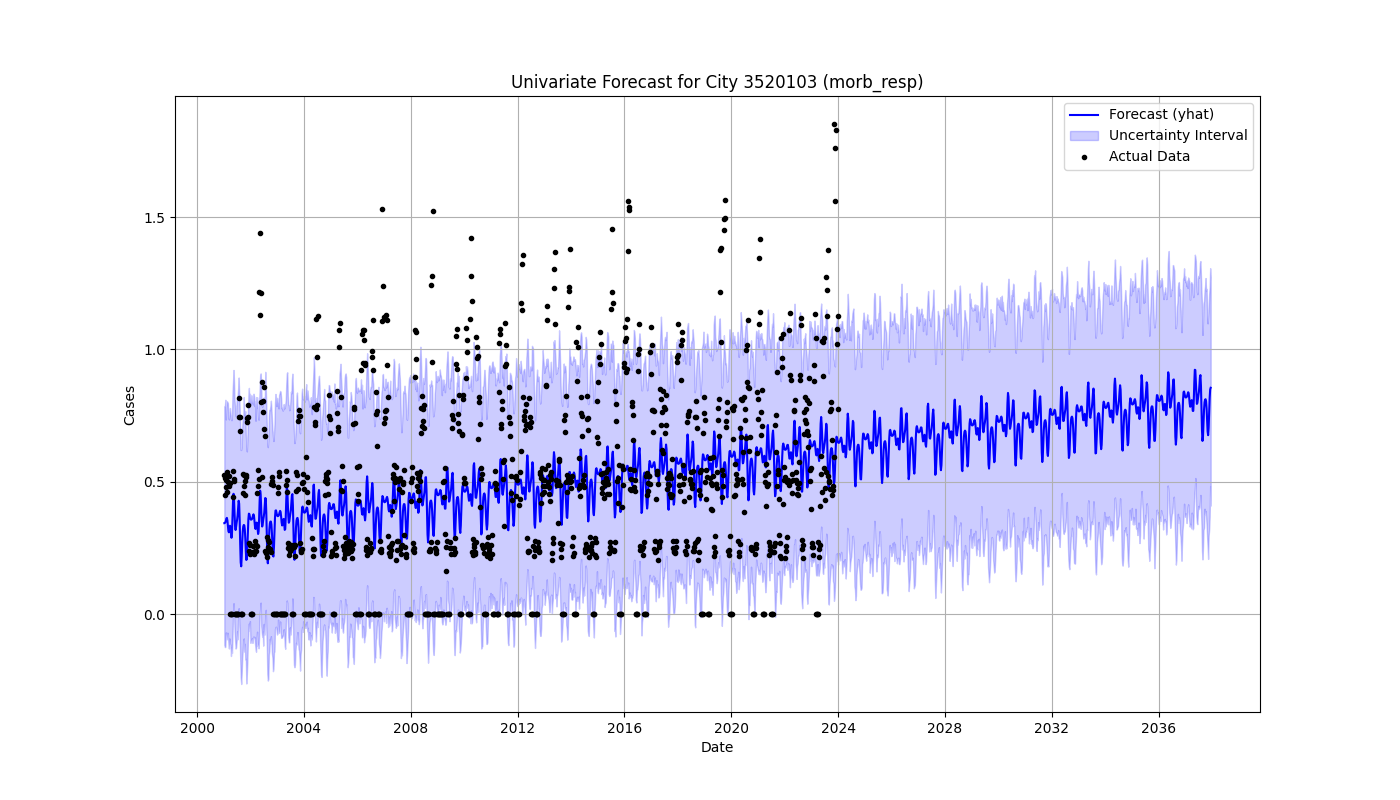 Univariate Forecast for City 3520103 (morb_resp)
Forecast (yhat)
Uncertainty Interval
Actual Data
Cases
1.5
1.0
0.5
0.0
2000 2004 2008 2012 2016 2020 2024 2028 2032 2036
Date